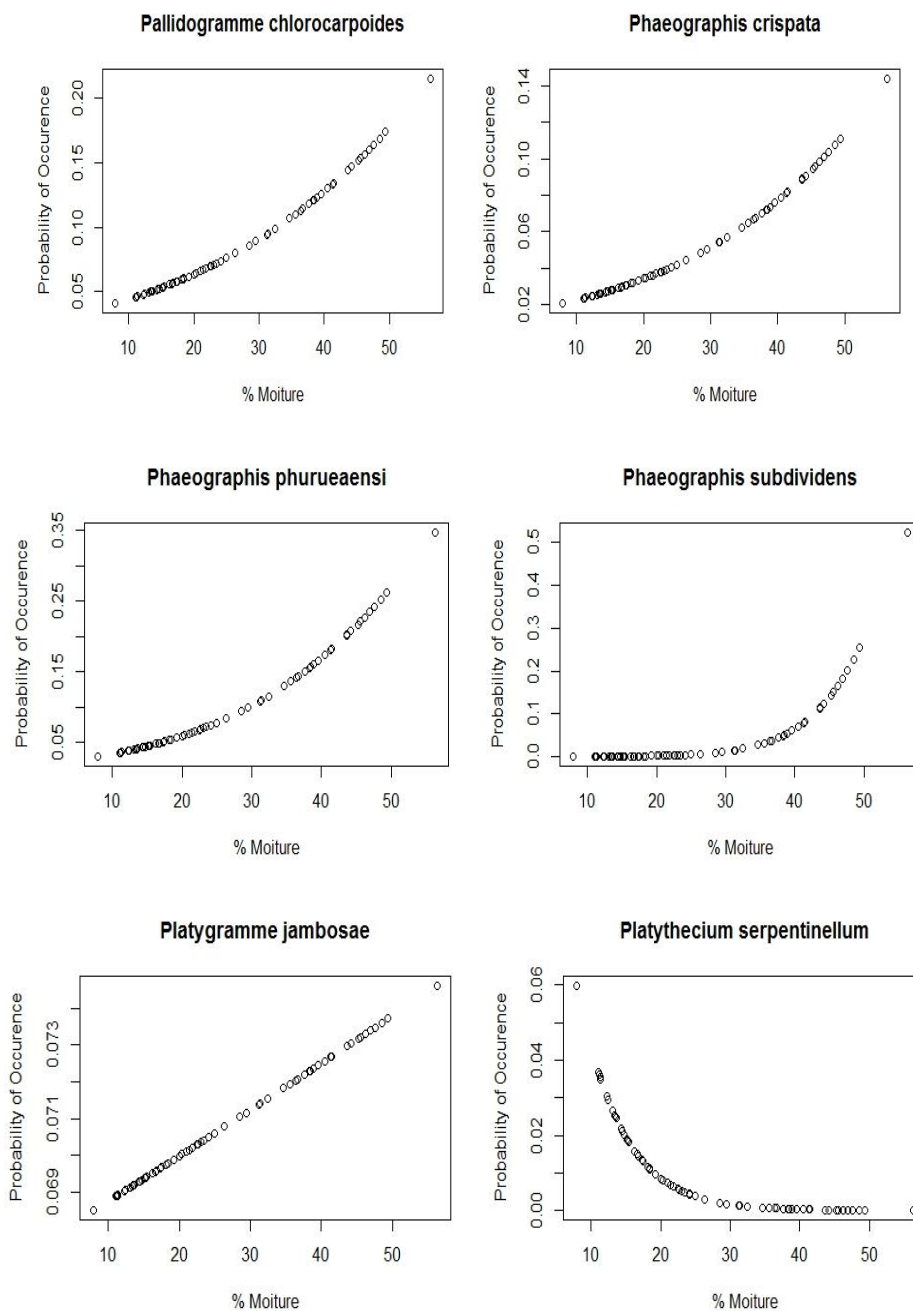 Pallidogramme chlorocarpoides
Probability of Occurence
0.05 0.10 0.15 0.20
10 20 30 40 50
% Moiture
Phaeographis crispata
Probability of Occurence
0.02 0.06 0.10 0.14
10 20 30 40 50
% Moiture
Phaeographis phurueaensi
Probability of Occurence
0.05 0.15 0.25 0.35
10 20 30 40 50
% Moiture
Phaeographis subdividens
Probability of Occurence
0.0 0.1 0.2 0.3 0.4 0.5
10 20 30 40 50
% Moiture
Platygramme jambosae
Probability of Occurence
0.069 0.071 0.073
10 20 30 40 50
% Moiture
Platythecium serpentinellum
Probability of Occurence
0.00 0.02 0.04 0.06
10 20 30 40 50
% Moiture